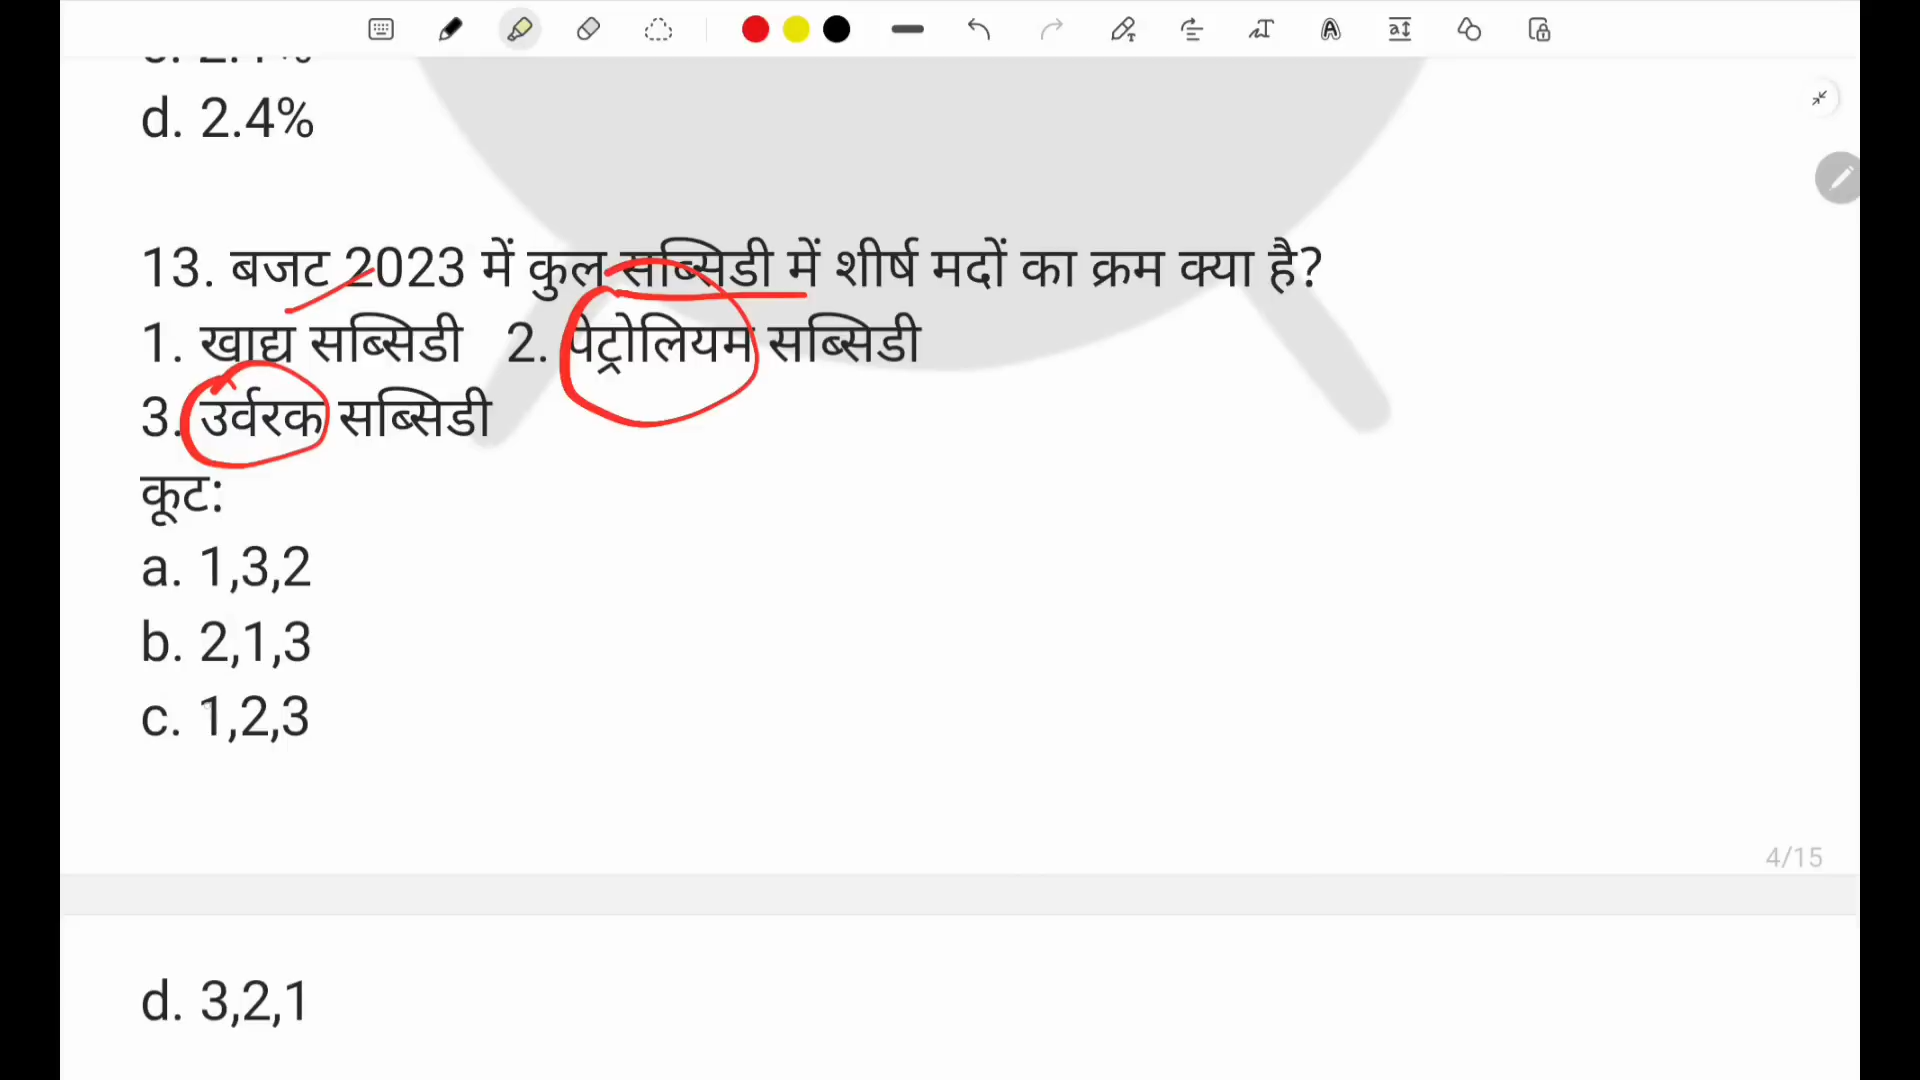 d. 2.4%
13. बजट 2023 में कुल सब्सिडी में शीर्ष मदों का क्रम क्या है?
1. खाद्य सब्सिडी 2. पेट्रोलियम सब्सिडी
3. उर्वरक सब्सिडी
कूट:
a. 1,3,2
b. 2,1,3
c. 1,2,3
4/15
d. 3,2,1